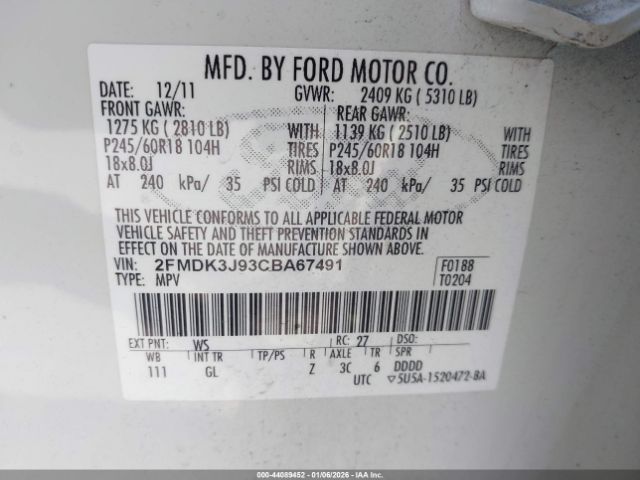 MFD. BY FORD MOTOR CO.
DATE: 12/11 GVWR: 2409 KG ( 5310 LB)
FRONT GAWR: REAR GAWR:
1275 KG ( 2810 LB) WITH 1139 KG ( 2510 LB) WITH
P245/60R18 104H TIRES P245/60R18 104H TIRES
18x8.0J RIMS 18x8.0J RIMS
AT 240 kPa/ 35 PSI COLD AT 240 kPa/ 35 PSI COLD
THIS VEHICLE CONFORMS TO ALL APPLICABLE FEDERAL MOTOR
VEHICLE SAFETY AND THEFT PREVENTION STANDARDS IN
EFFECT ON THE DATE OF MANUFACTURE SHOWN ABOVE.
VIN: 2FMDK3J93CBA67491 F0188
TYPE: MPV T0204
EXT PNT: WS RC: 27 DSO:
WB INT TR TP/PS R AXLE TR SPR
111 GL Z 3C 6 DDDD
UTC ▽5U5A-1520472-BA
000-44089452 - 01/06/2026 - IAAI.COM